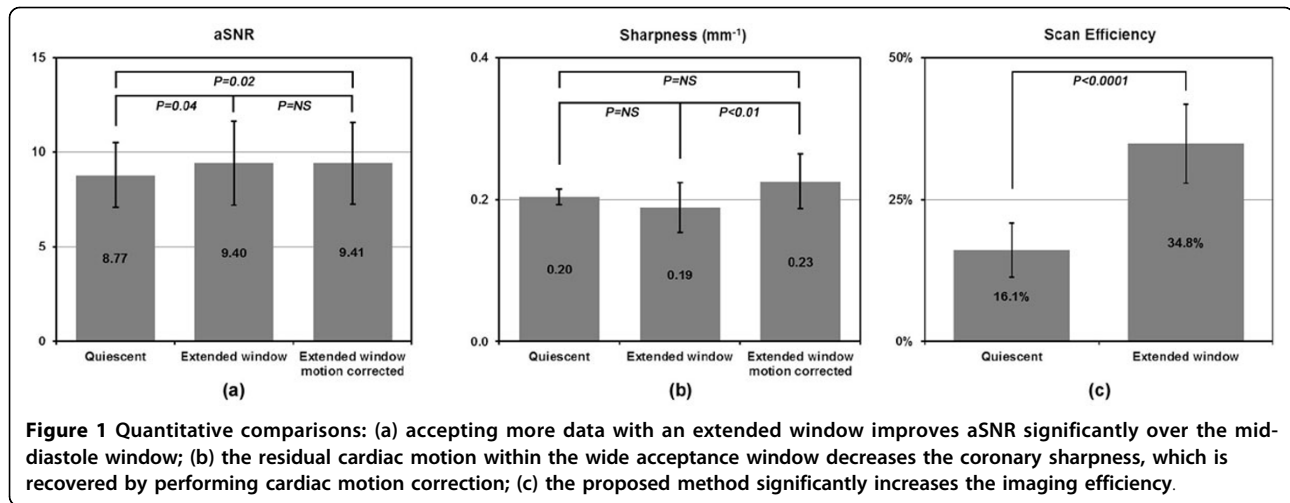 aSNR
15
10
5
0
P=0.02
P=0.04
P=NS
8.77
9.40
9.41
Quiescent
Extended window
Extended window
motion corrected
(a)
Sharpness (mm⁻¹)
0.4
0.2
0.0
P=NS
P=NS
P<0.01
0.20
0.19
0.23
Quiescent
Extended window
Extended window
motion corrected
(b)
Scan Efficiency
50%
25%
0%
P<0.0001
16.1%
34.8%
Quiescent
Extended window
(c)
Figure 1 Quantitative comparisons: (a) accepting more data with an extended window improves aSNR significantly over the mid-
diastole window; (b) the residual cardiac motion within the wide acceptance window decreases the coronary sharpness, which is
recovered by performing cardiac motion correction; (c) the proposed method significantly increases the imaging efficiency.